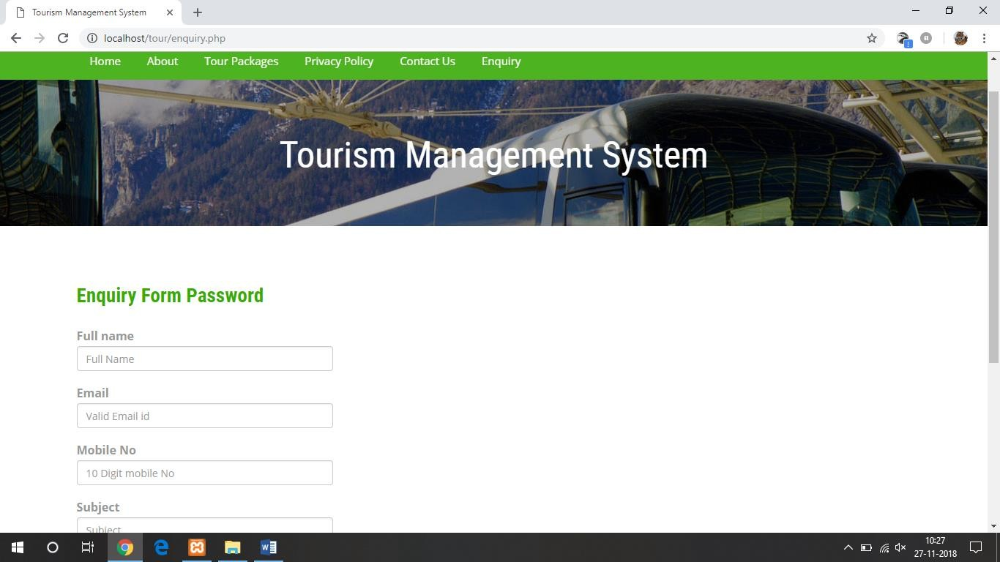 Tourism Management System
localhost/tour/enquiry.php
Home About Tour Packages Privacy Policy Contact Us Enquiry
Tourism Management System
Enquiry Form Password
Full name
Full Name
Email
Valid Email id
Mobile No
10 Digit mobile No
Subject
Subject
10:27
27-11-2018